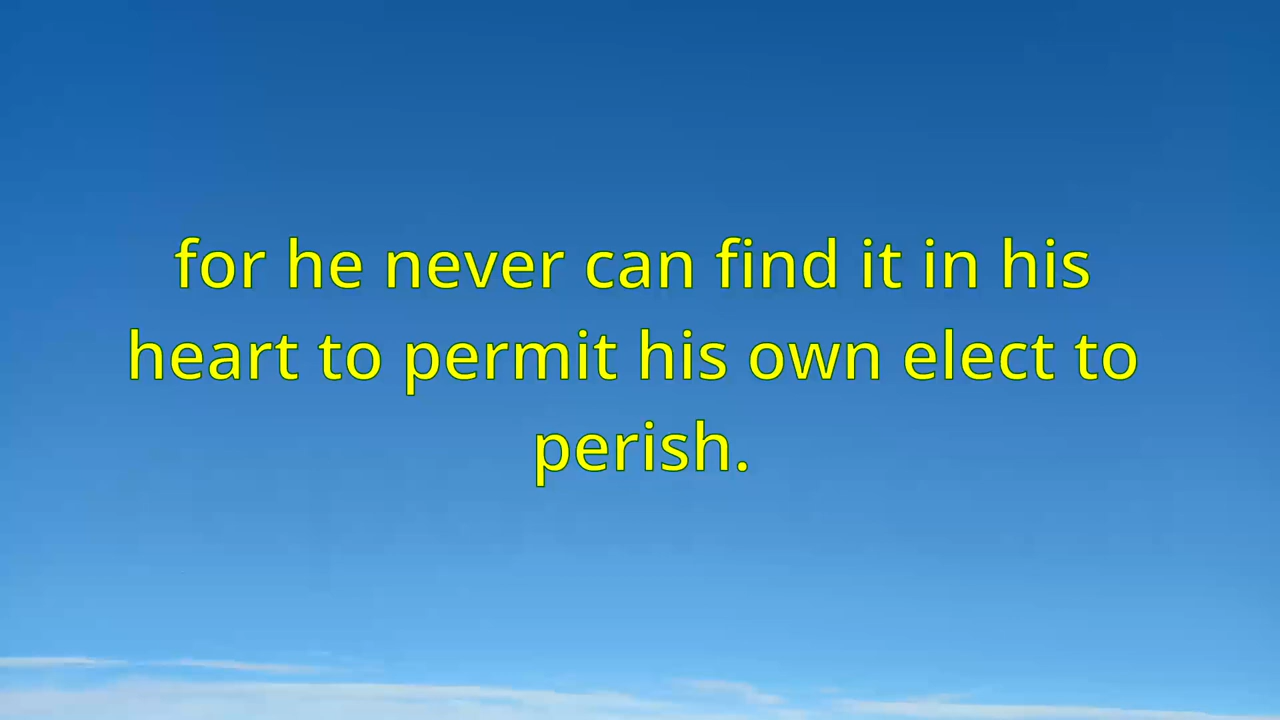 for he never can find it in his
heart to permit his own elect to
perish.